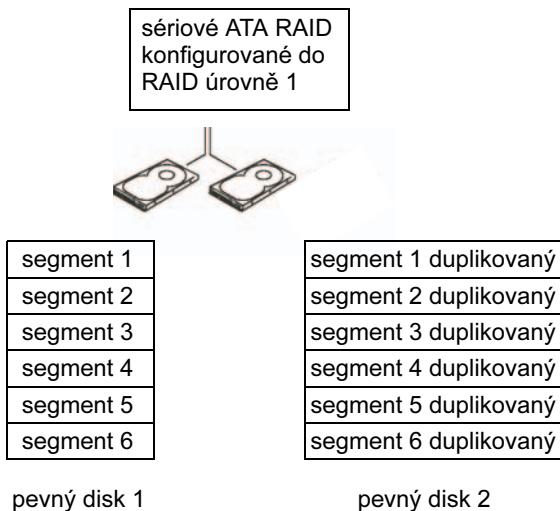 sériové ATA RAID
konfigurované do
RAID úrovně 1
segment 1
segment 2
segment 3
segment 4
segment 5
segment 6
segment 1 duplikovaný
segment 2 duplikovaný
segment 3 duplikovaný
segment 4 duplikovaný
segment 5 duplikovaný
segment 6 duplikovaný
pevný disk 1
pevný disk 2